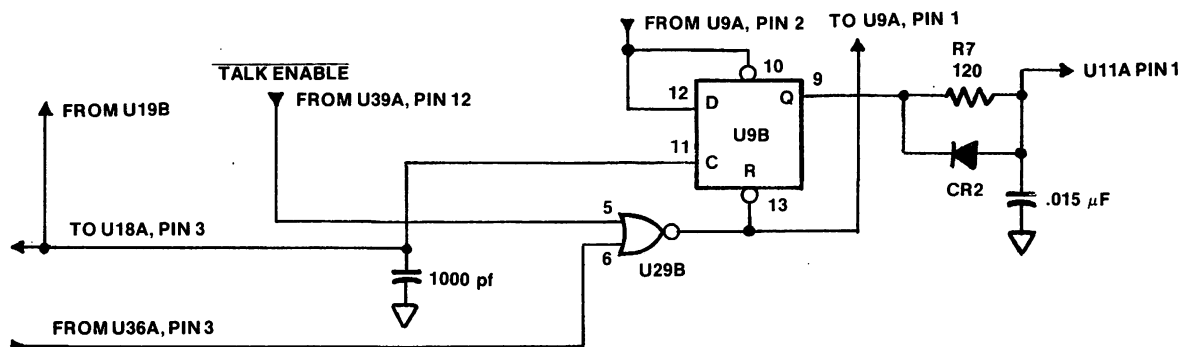 FROM U9A, PIN 2
TO U9A, PIN 1
R7
120
U11A PIN 1
TALK ENABLE
FROM U39A, PIN 12
FROM U19B
10
9
12
D
Q
U9B
11
C
R
13
CR2
.015 μF
TO U18A, PIN 3
5
6
U29B
1000 pf
FROM U36A, PIN 3